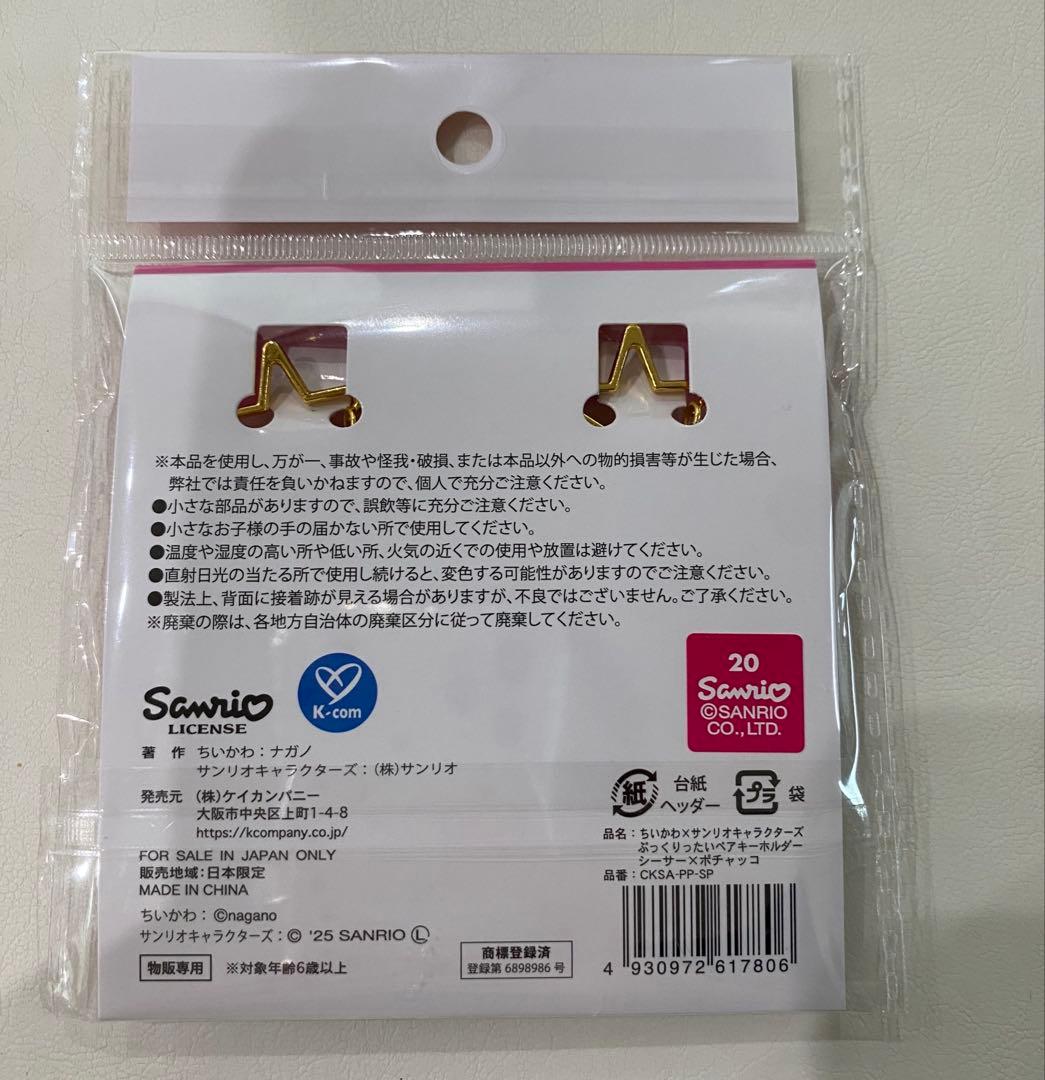 ※本品を使用し、万が一、事故や怪我・破損、または本品以外への物的損害等が生じた場合、
弊社では責任を負いかねますので、個人で充分ご注意ください。
●小さな部品がありますので、誤飲等に充分ご注意ください。
●小さなお子様の手の届かない所で使用してください。
●温度や湿度の高い所や低い所、火気の近くでの使用や放置は避けてください。
●直射日光の当たる所で使用し続けると、変色する可能性がありますのでご注意ください。
●製法上、背面に接着跡が見える場合がありますが、不良ではございません。ご了承ください。
※廃棄の際は、各地方自治体の廃棄区分に従って廃棄してください。
Sanrio
LICENSE
K-com
20
Sanrio
©SANRIO
CO.,LTD.
著 作 ちいかわ：ナガノ
サンリオキャラクターズ：(株)サンリオ
発売元 (株)ケイカンパニー
大阪市中央区上町1-4-8
https://kcompany.co.jp/
FOR SALE IN JAPAN ONLY
販売地域：日本限定
MADE IN CHINA
ちいかわ：©nagano
サンリオキャラクターズ：© '25 SANRIO Ⓛ
物販専用 ※対象年齢6歳以上
商標登録済
登録第 6898986 号
紙 台紙
ヘッダー
プラ 袋
品名：ちいかわ×サンリオキャラクターズ
ぷっくりったいペアキーホルダー
シーサー×ポチャッコ
品番：CKSA-PP-SP
4 930972 617806